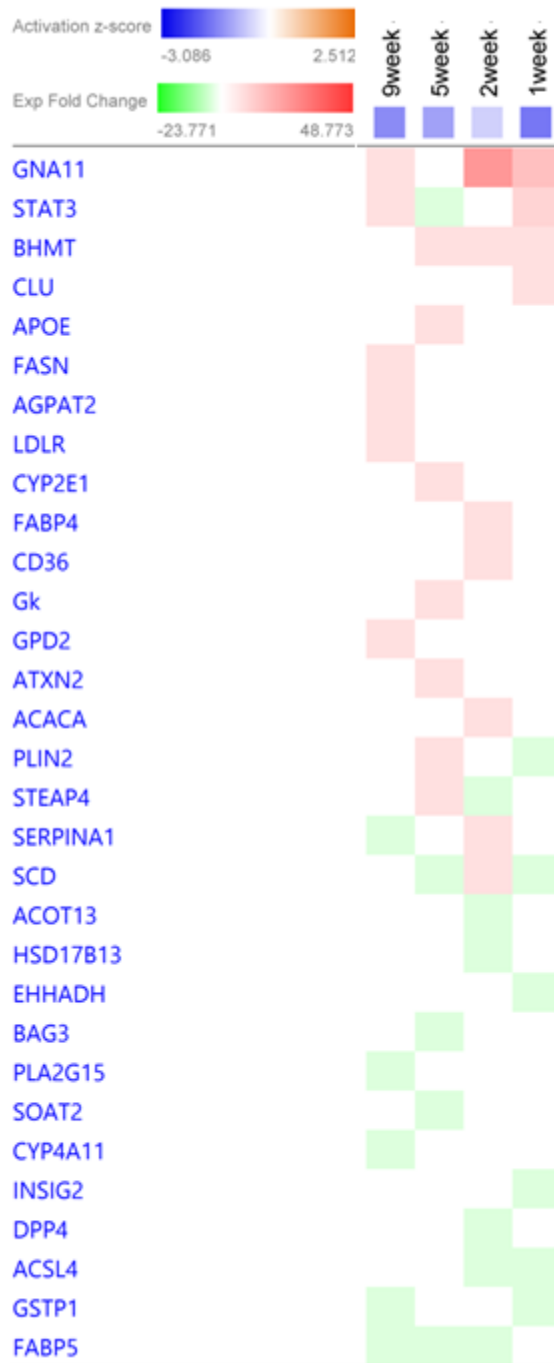 Activation z-score
-3.086 2.512
Exp Fold Change
-23.771 48.773
9week .
5week .
2week .
1week .
GNA11
STAT3
BHMT
CLU
APOE
FASN
AGPAT2
LDLR
CYP2E1
FABP4
CD36
Gk
GPD2
ATXN2
ACACA
PLIN2
STEAP4
SERPINA1
SCD
ACOT13
HSD17B13
EHHADH
BAG3
PLA2G15
SOAT2
CYP4A11
INSIG2
DPP4
ACSL4
GSTP1
FABP5